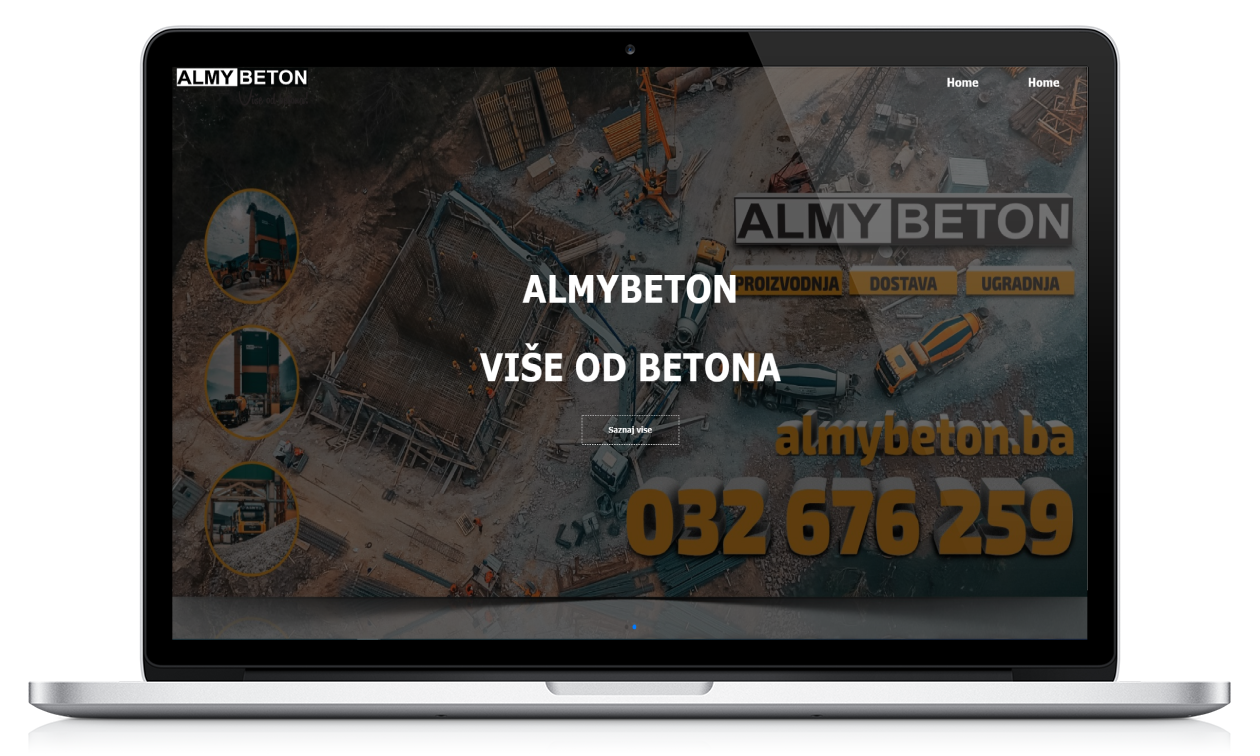 ALMY BETON
Home Home
ALMY BETON
PROIZVODNJA DOSTAVA UGRADNJA
ALMYBETON
VIŠE OD BETONA
Saznaj vise
almybeton.ba
032 676 259